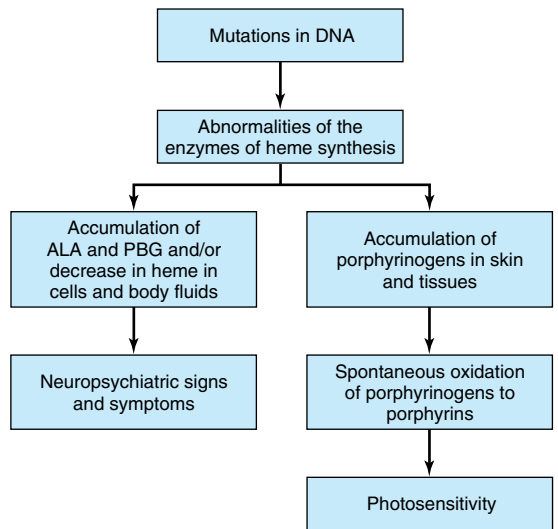 Mutations in DNA
Abnormalities of the
enzymes of heme synthesis
Accumulation of
ALA and PBG and/or
decrease in heme in
cells and body fluids
Accumulation of
porphyrinogens in skin
and tissues
Neuropsychiatric signs
and symptoms
Spontaneous oxidation
of porphyrinogens to
porphyrins
Photosensitivity